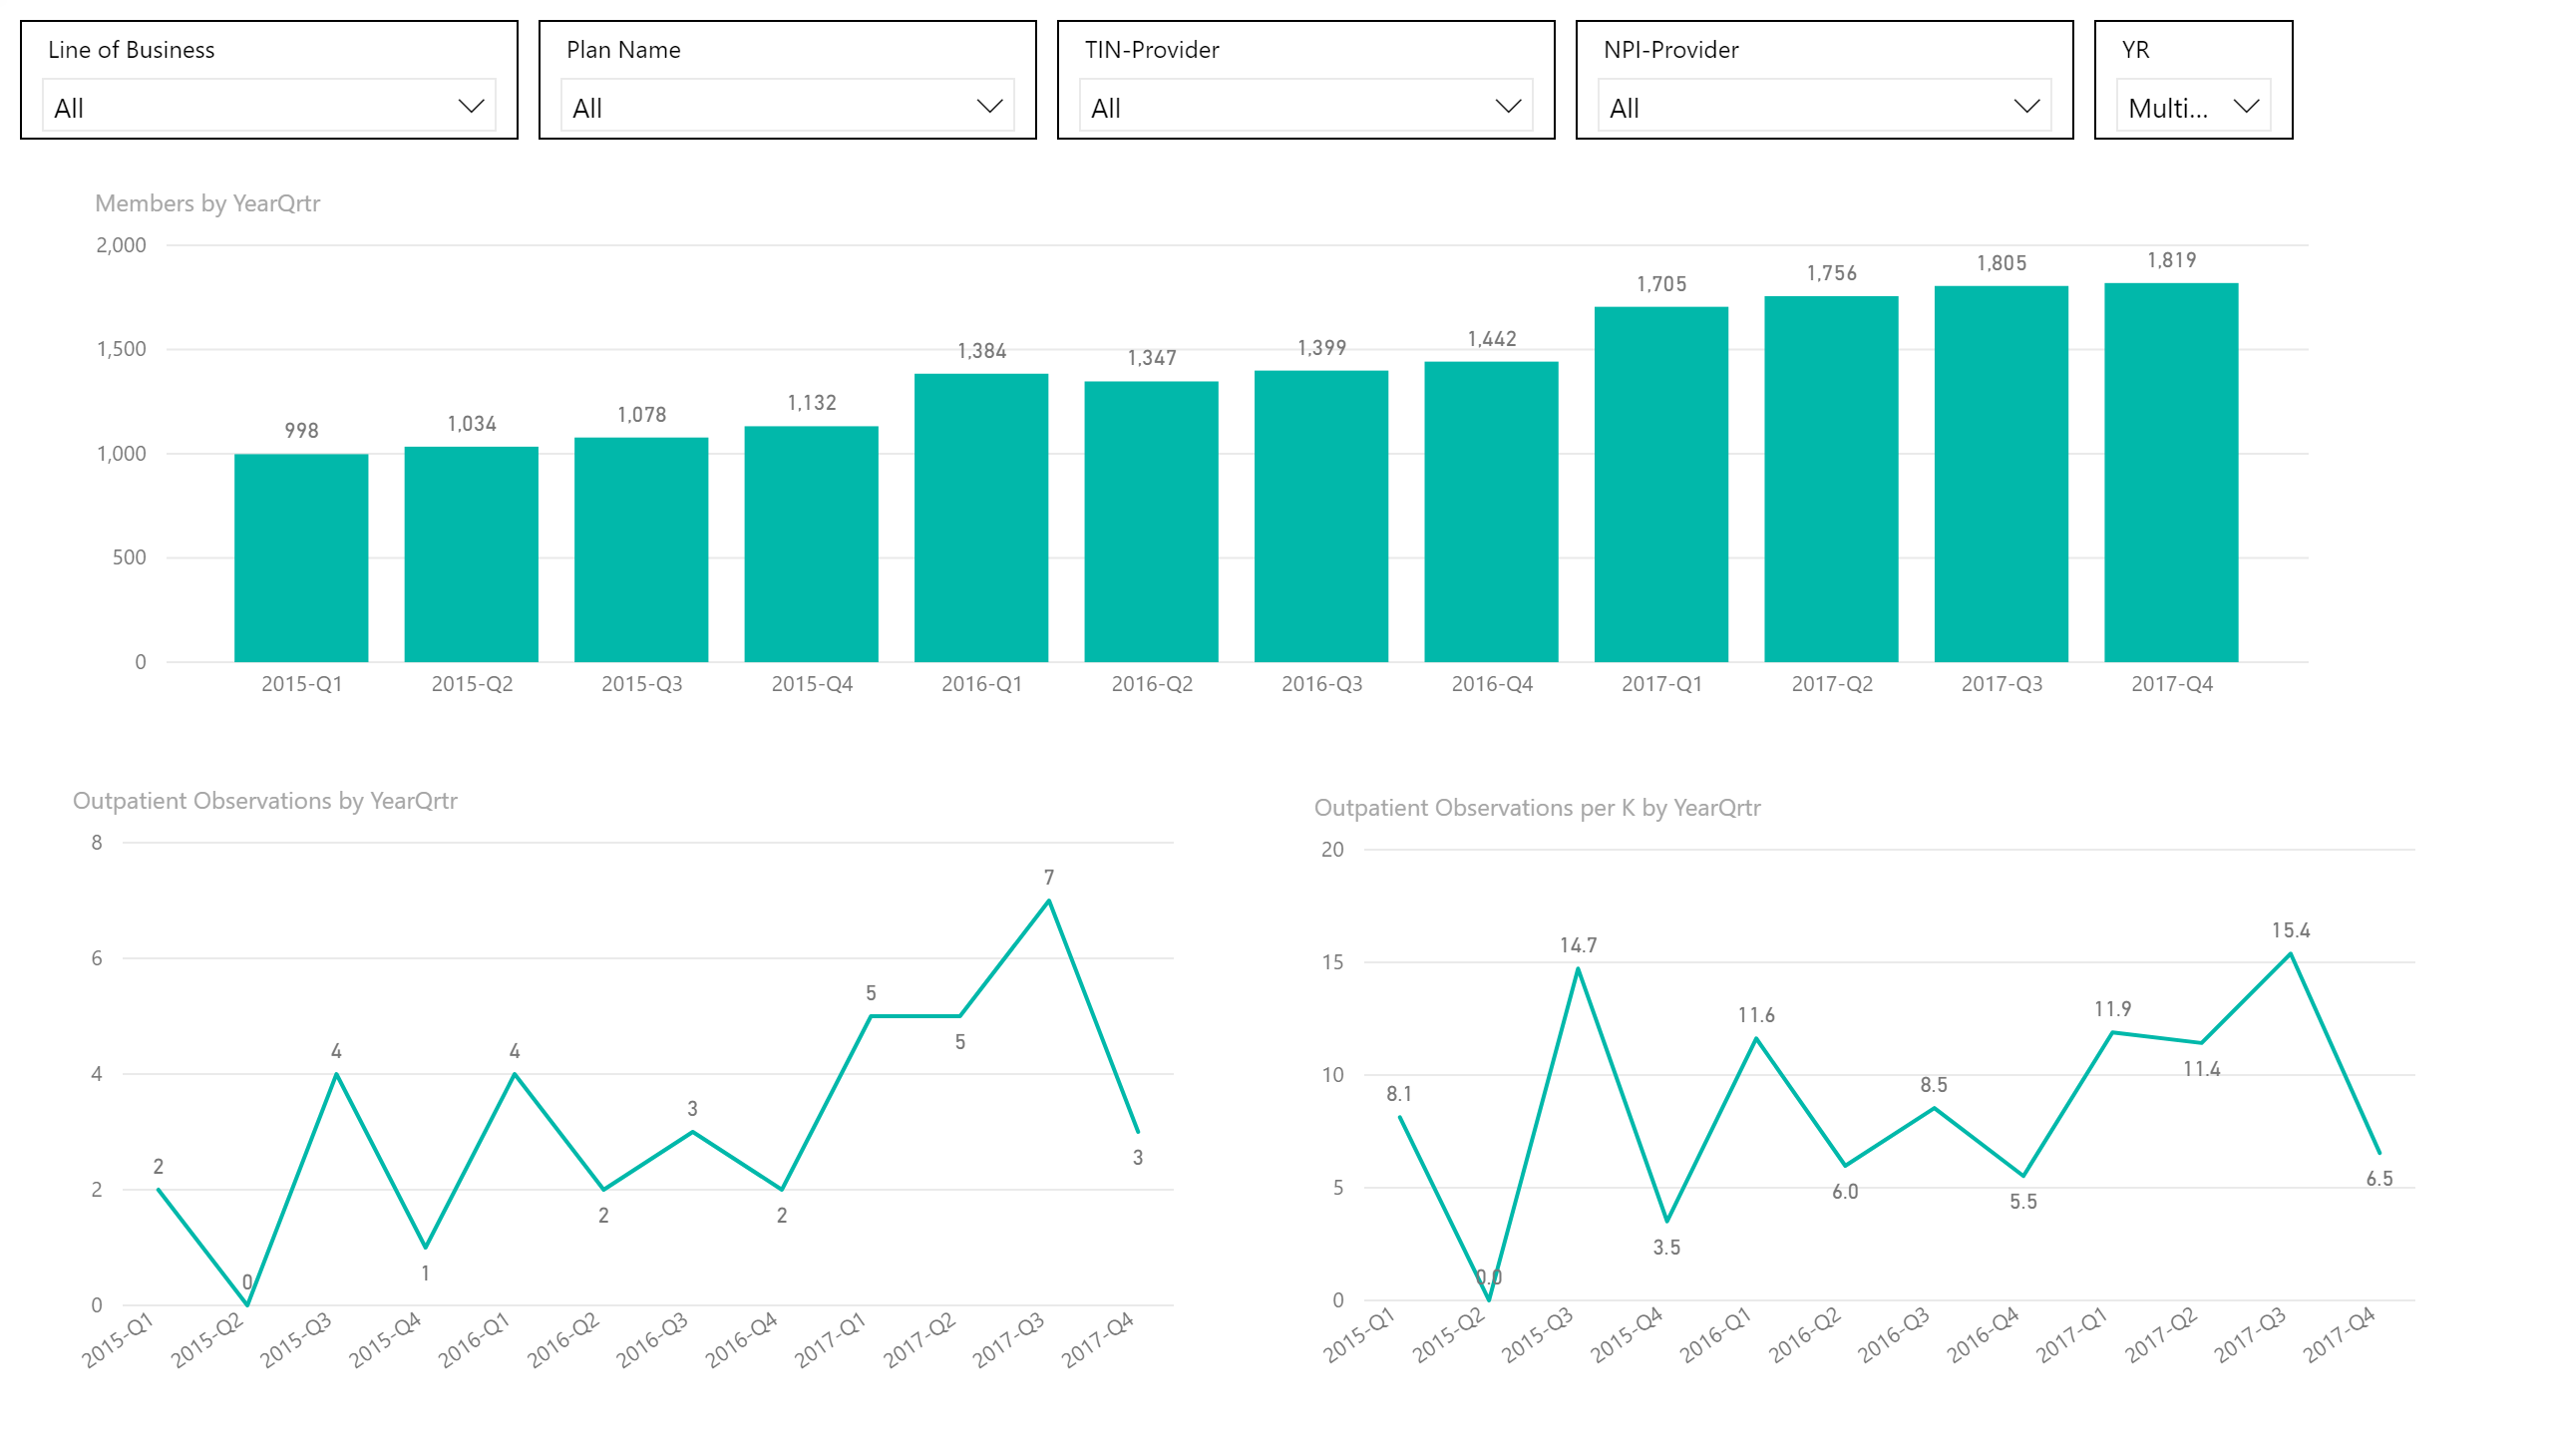 Line of Business
All
Plan Name
All
TIN-Provider
All
NPI-Provider
All
YR
Multi...
Members by YearQrtr
2,000
1,500
1,000
500
0
998
1,034
1,078
1,132
1,384
1,347
1,399
1,442
1,705
1,756
1,805
1,819
2015-Q1
2015-Q2
2015-Q3
2015-Q4
2016-Q1
2016-Q2
2016-Q3
2016-Q4
2017-Q1
2017-Q2
2017-Q3
2017-Q4
Outpatient Observations by YearQrtr
8
6
4
2
0
2
0
4
1
4
2
3
2
5
5
7
3
2015-Q1
2015-Q2
2015-Q3
2015-Q4
2016-Q1
2016-Q2
2016-Q3
2016-Q4
2017-Q1
2017-Q2
2017-Q3
2017-Q4
Outpatient Observations per K by YearQrtr
20
15
10
5
0
8.1
0.0
14.7
3.5
11.6
6.0
8.5
5.5
11.9
11.4
15.4
6.5
2015-Q1
2015-Q2
2015-Q3
2015-Q4
2016-Q1
2016-Q2
2016-Q3
2016-Q4
2017-Q1
2017-Q2
2017-Q3
2017-Q4